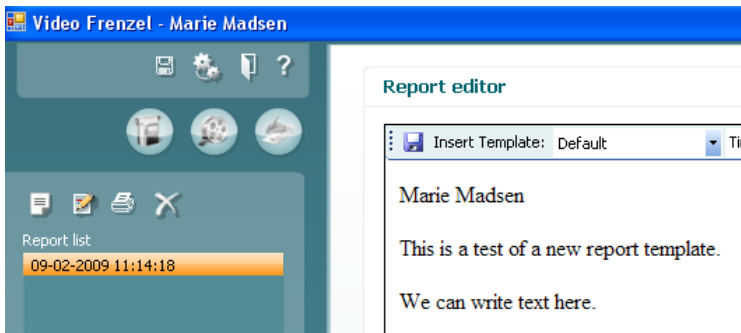 Video Frenzel - Marie Madsen
?
Report editor
Insert Template: Default
Marie Madsen
This is a test of a new report template.
We can write text here.
Report list
09-02-2009 11:14:18